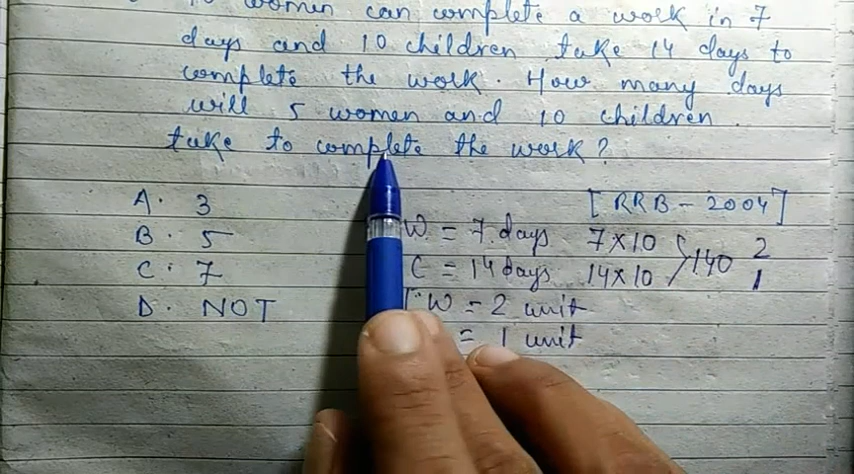 women can complete a work in 7
days and 10 children take 14 days to
complete the work. How many days
will 5 women and 10 children
take to complete the work?
A. 3
B. 5
C. 7
D. NOT
[RRB - 2004]
W. = 7 days 7×10
C = 14 days 14×10 } 140 2
1
W = 2 unit
= 1 unit